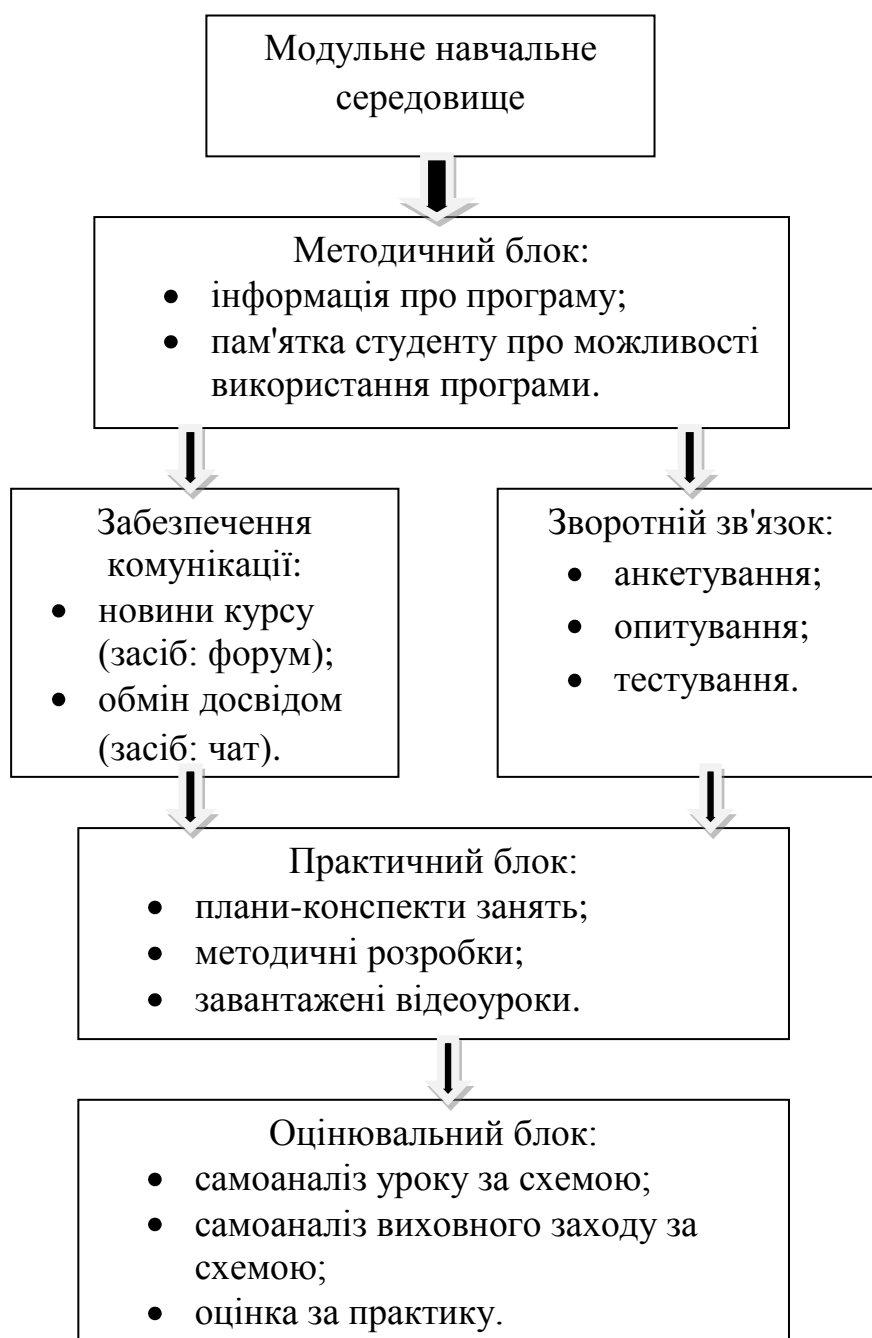 Модульне навчальне
середовище
Методичний блок:
• інформація про програму;
• пам'ятка студенту про можливості
використання програми.
Забезпечення
комунікації:
• новини курсу
(засіб: форум);
• обмін досвідом
(засіб: чат).
Зворотній зв'язок:
• анкетування;
• опитування;
• тестування.
Практичний блок:
• плани-конспекти занять;
• методичні розробки;
• завантажені відеоуроки.
Оцінювальний блок:
• самоаналіз уроку за схемою;
• самоаналіз виховного заходу за
схемою;
• оцінка за практику.